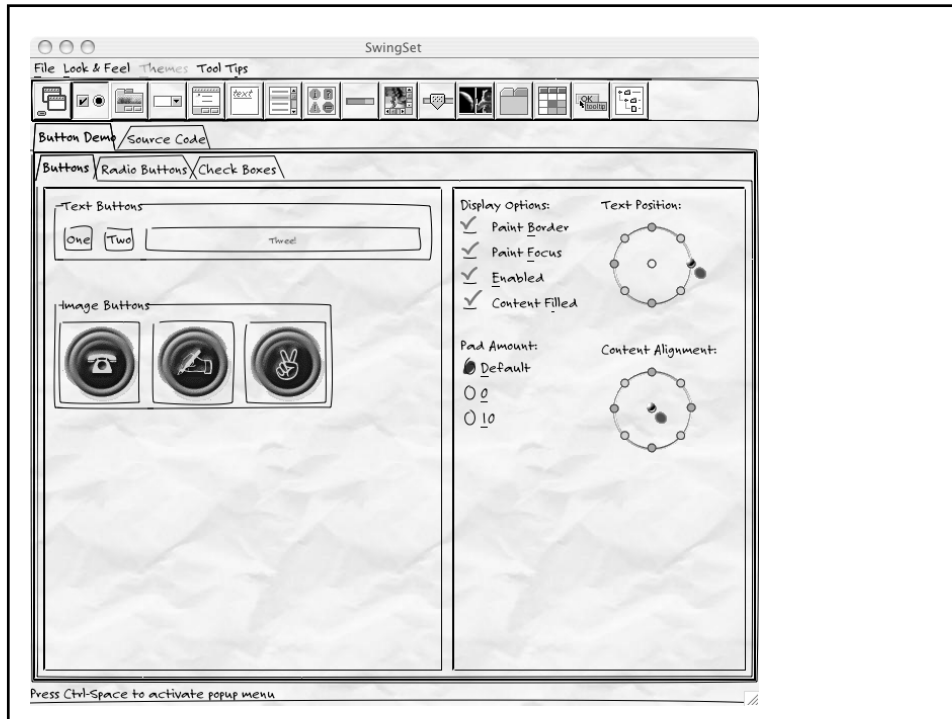 SwingSet
File Look & Feel Themes Tool Tips
text
OK
tooltip
Button Demo Source Code
Buttons Radio Buttons Check Boxes
Text Buttons
One Two Three!
Image Buttons
Display Options:
Paint Border
Paint Focus
Enabled
Content Filled
Text Position:
Pad Amount:
Default
0
10
Content Alignment:
Press Ctrl-Space to activate popup menu